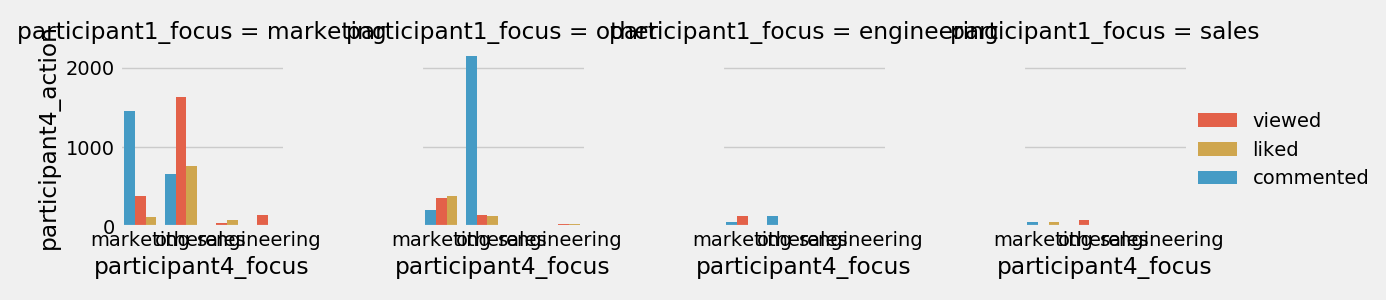 participant1_focus = marketing
participant1_focus = other
participant1_focus = engineering
participant1_focus = sales
participant4_action
2000
1000
0
viewed
liked
commented
marketing other sales engineering
marketing other sales engineering
marketing other sales engineering
marketing other sales engineering
participant4_focus
participant4_focus
participant4_focus
participant4_focus